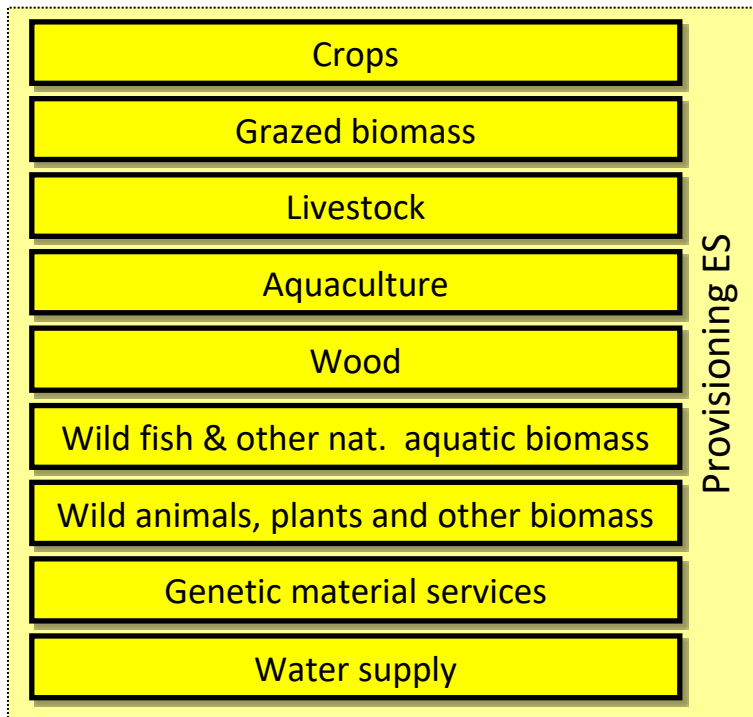 Crops
Grazed biomass
Livestock
Aquaculture
Wood
Wild fish & other nat.  aquatic biomass
Wild animals, plants and other biomass
Genetic material services
Water supply
Provisioning ES